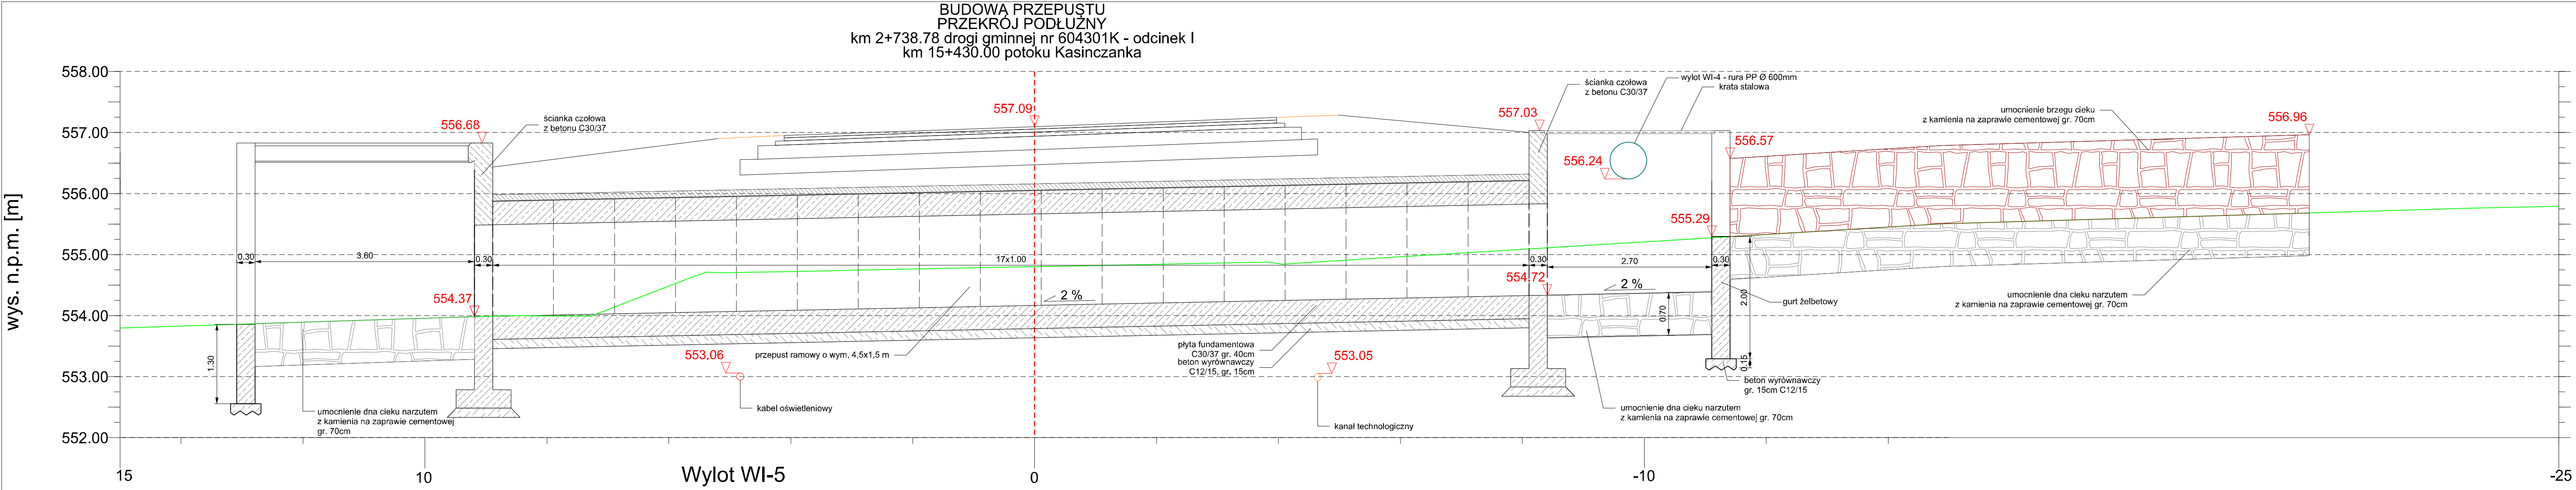 BUDOWA PRZEPUSTU
PRZEKRÓJ PODŁUŻNY
km 2+738.78 drogi gminnej nr 604301K - odcinek I
km 15+430.00 potoku Kasinczanka
wys. n.p.m. [m]
558.00
557.00
556.00
555.00
554.00
553.00
552.00
556.68
ścianka czołowa
z betonu C30/37
557.09
557.03
ścianka czołowa
z betonu C30/37
wylot WI-4 - rura PP Ø 600mm
krata stalowa
556.24
556.57
umocnienie brzegu cieku
z kamienia na zaprawie cementowej gr. 70cm
556.96
555.29
0.30
3.60
0.30
17x1.00
0.30
2.70
0.30
554.37
554.72
2 %
2 %
0.70
2.00
0.15
1.30
gurt żelbetowy
umocnienie dna cieku narzutem
z kamienia na zaprawie cementowej gr. 70cm
przepust ramowy o wym. 4,5x1,5 m
płyta fundamentowa
C30/37 gr. 40cm
beton wyrównawczy
C12/15, gr. 15cm
553.06
553.05
kabel oświetleniowy
kanał technologiczny
umocnienie dna cieku narzutem
z kamienia na zaprawie cementowej
gr. 70cm
umocnienie dna cieku narzutem
z kamienia na zaprawie cementowej gr. 70cm
beton wyrównawczy
gr. 15cm C12/15
15
10
Wylot WI-5
0
-10
-25